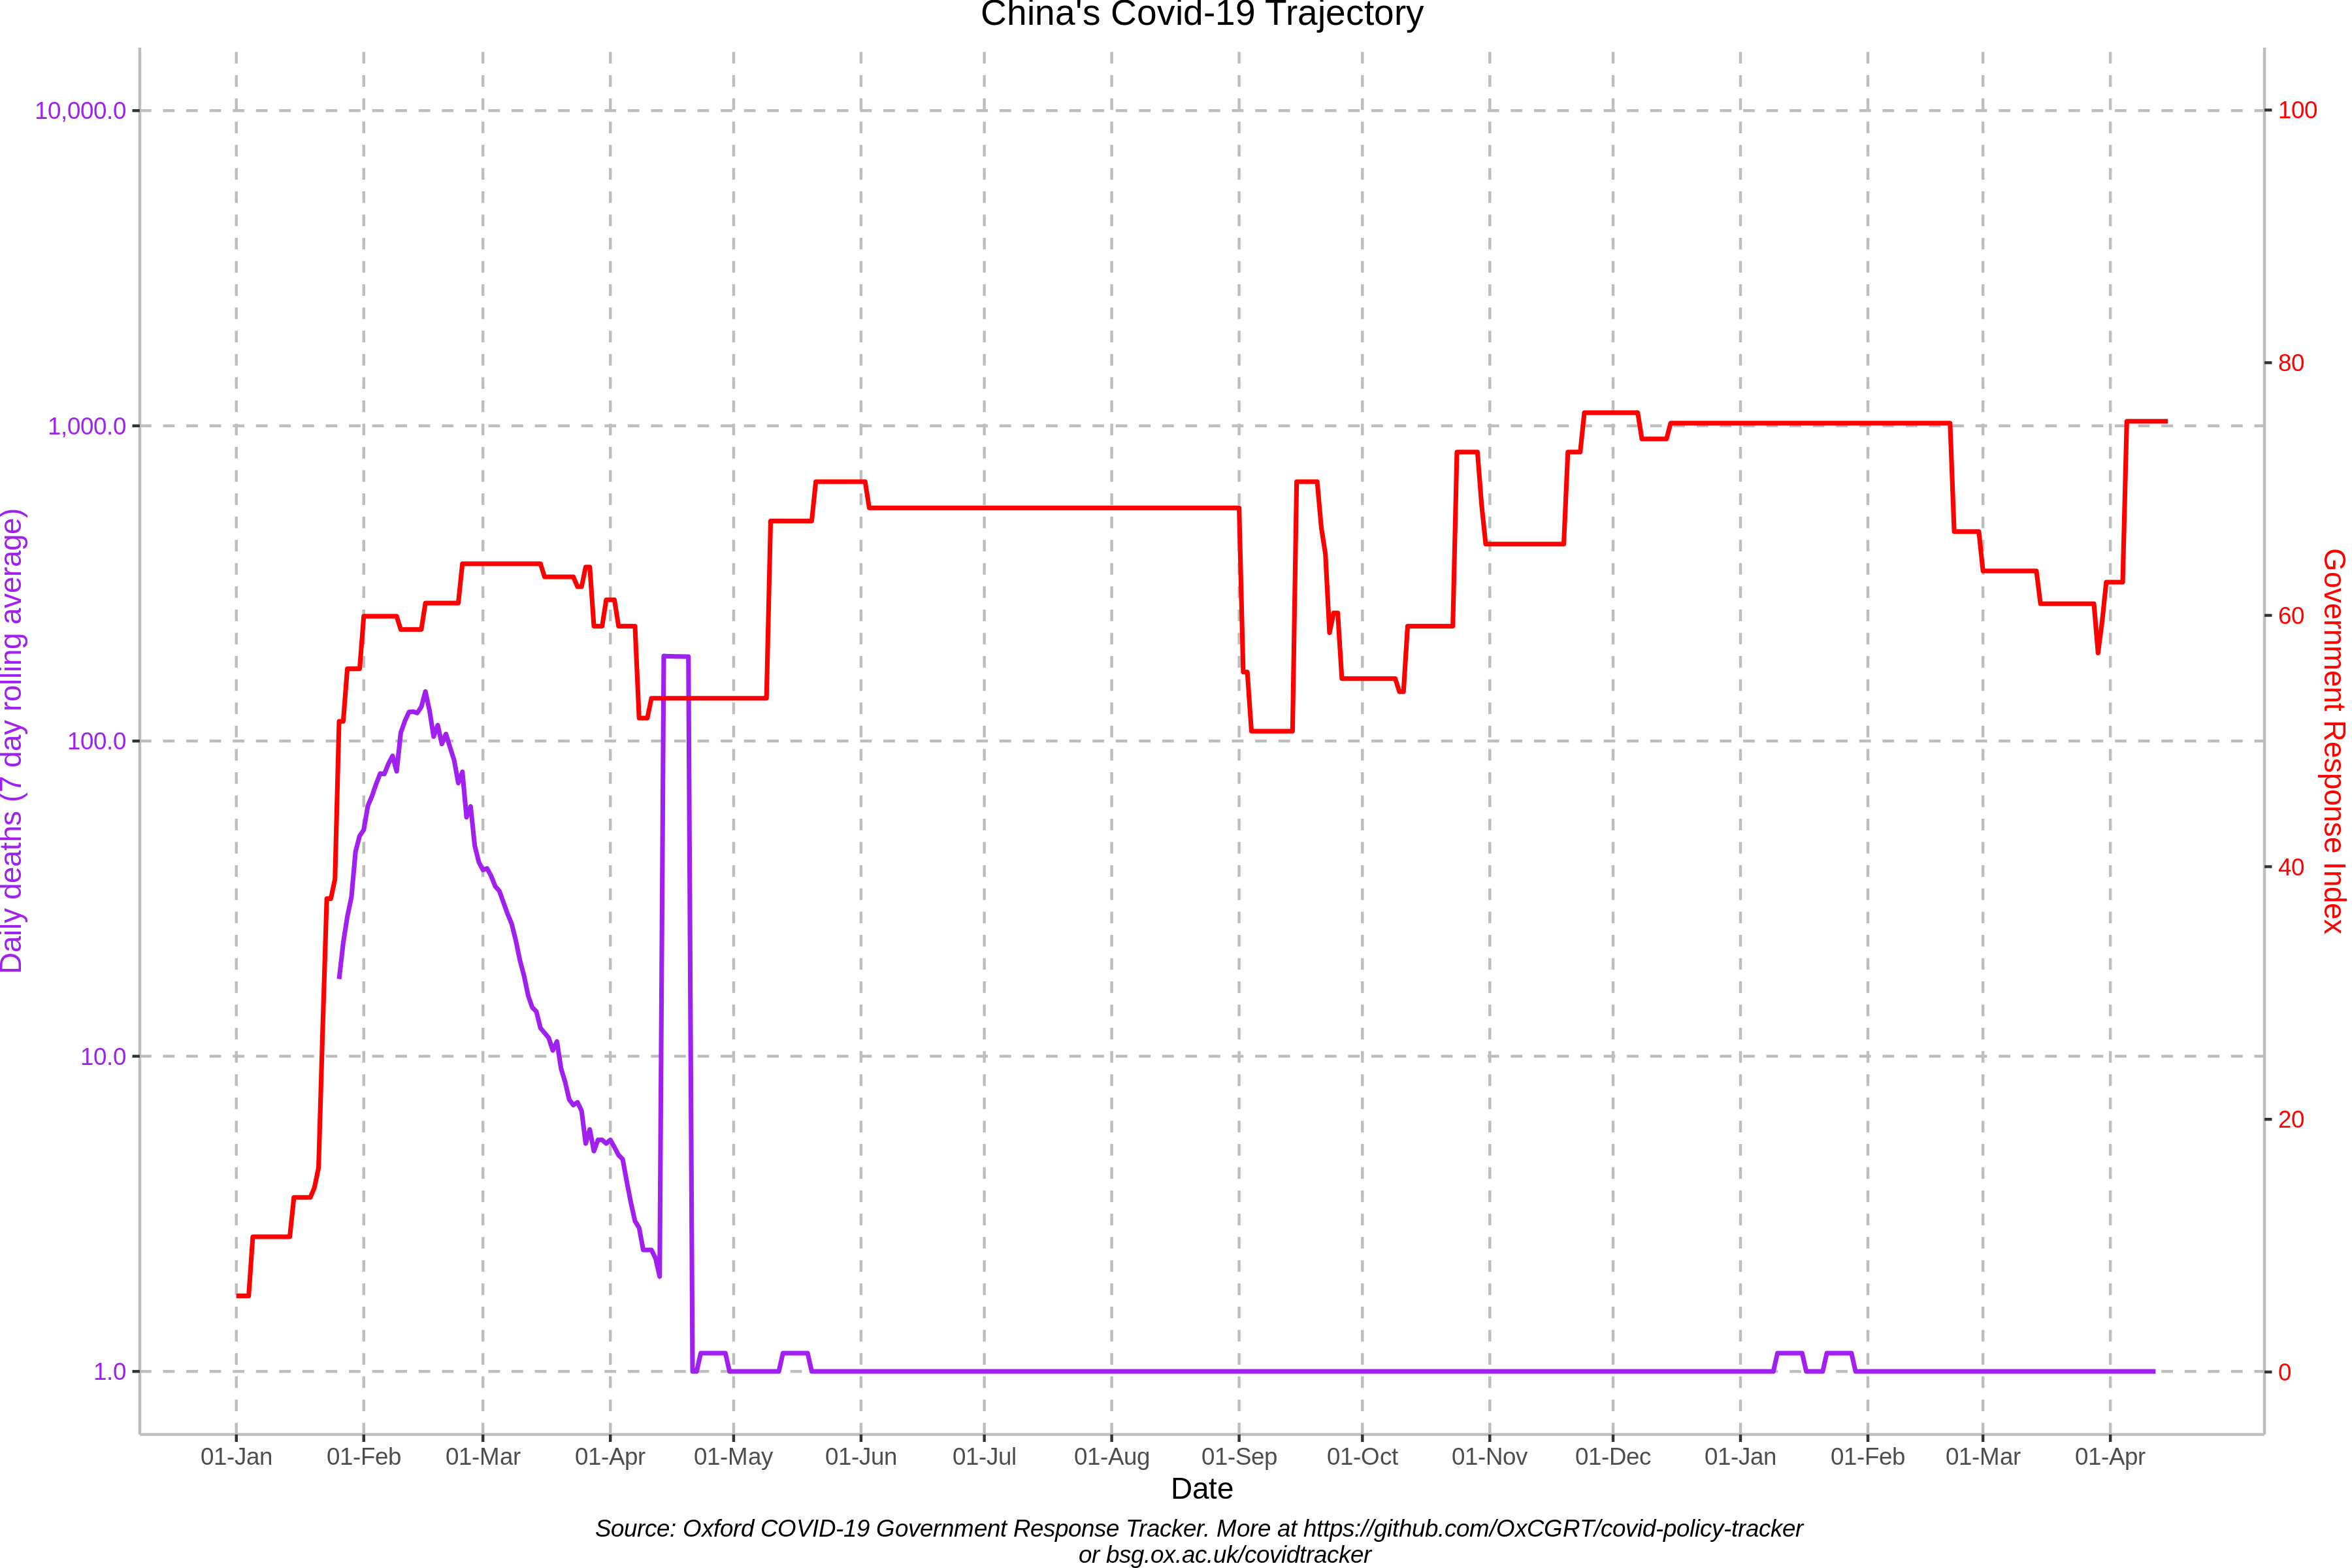 China's Covid-19 Trajectory
10,000.0
1,000.0
100.0
10.0
1.0
Daily deaths (7 day rolling average)
100
80
60
40
20
0
Government Response Index
01-Jan 01-Feb 01-Mar 01-Apr 01-May 01-Jun 01-Jul 01-Aug 01-Sep 01-Oct 01-Nov 01-Dec 01-Jan 01-Feb 01-Mar 01-Apr
Date
Source: Oxford COVID-19 Government Response Tracker. More at https://github.com/OxCGRT/covid-policy-tracker
or bsg.ox.ac.uk/covidtracker